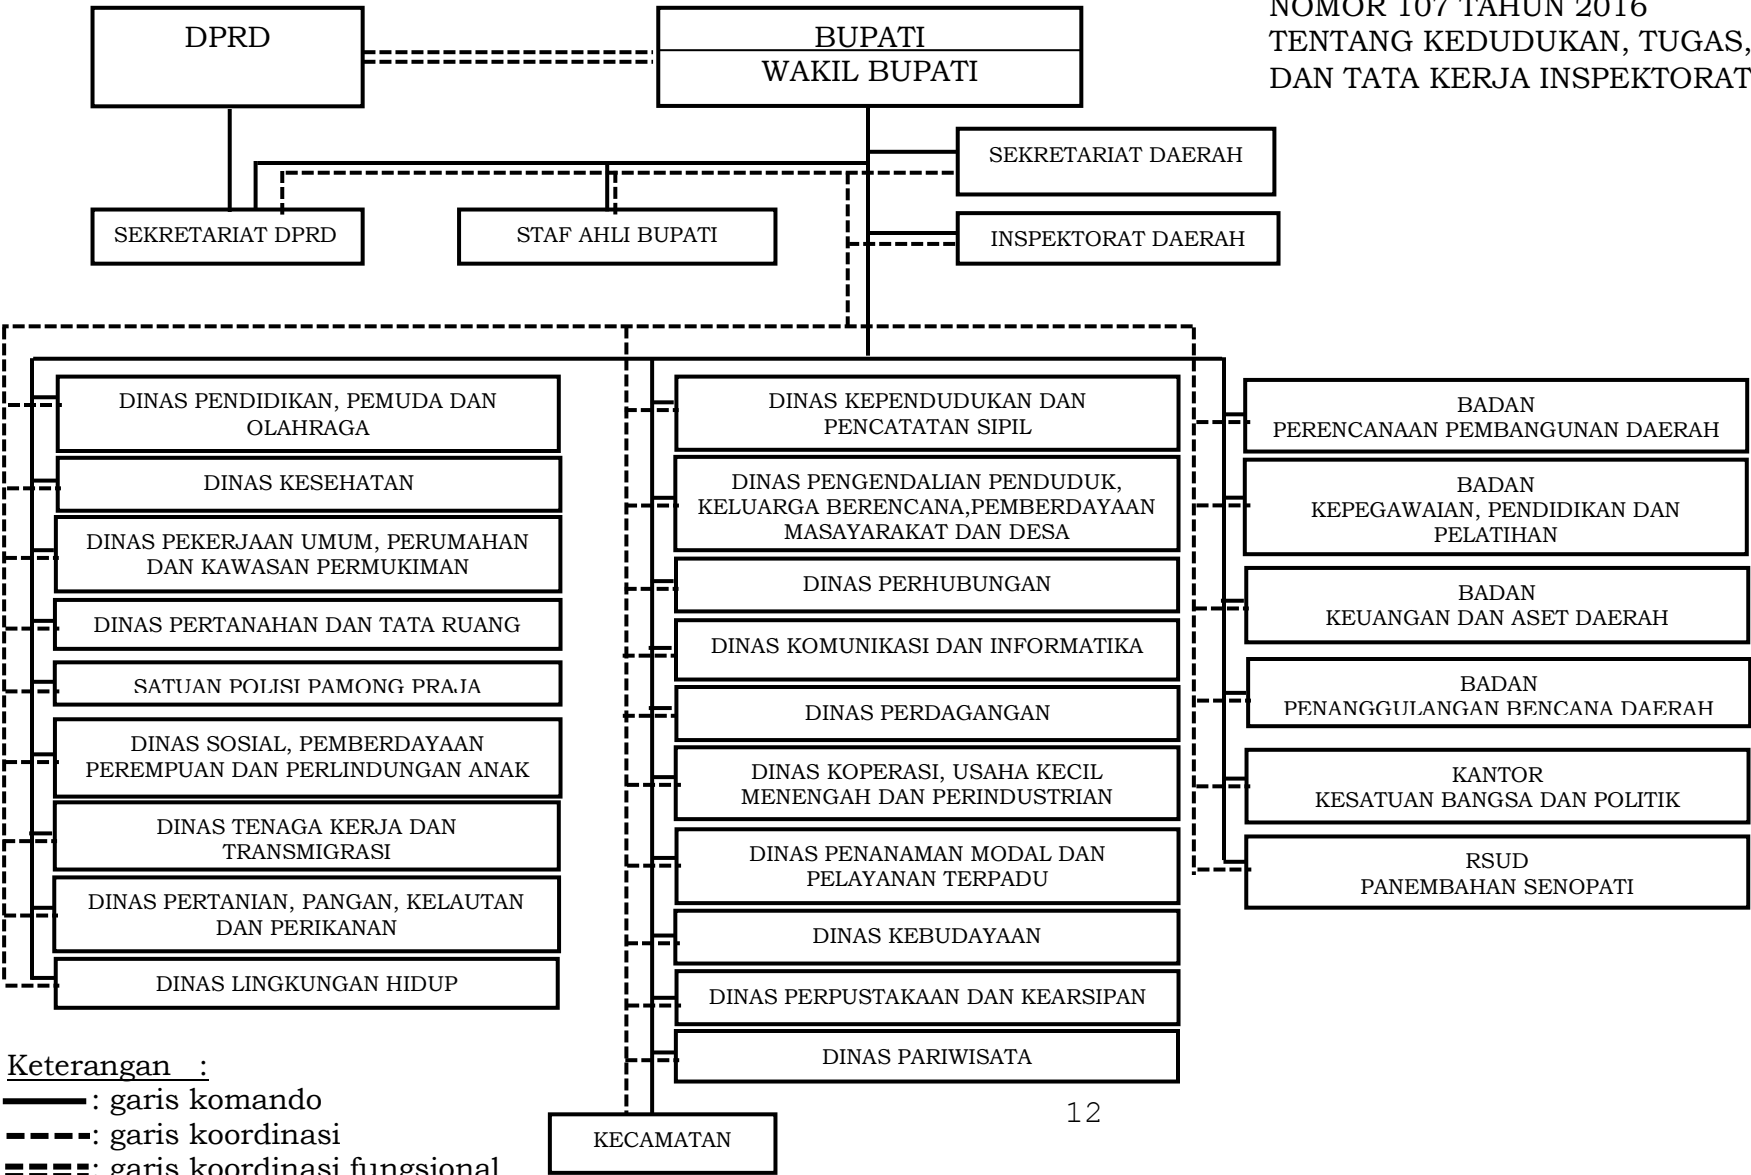 NOMOR 107 TAHUN 2016
TENTANG KEDUDUKAN, TUGAS,
DAN TATA KERJA INSPEKTORAT
DPRD
BUPATI
WAKIL BUPATI
SEKRETARIAT DAERAH
SEKRETARIAT DPRD
STAF AHLI BUPATI
INSPEKTORAT DAERAH
DINAS PENDIDIKAN, PEMUDA DAN
OLAHRAGA
DINAS KESEHATAN
DINAS PEKERJAAN UMUM, PERUMAHAN
DAN KAWASAN PERMUKIMAN
DINAS PERTANAHAN DAN TATA RUANG
SATUAN POLISI PAMONG PRAJA
DINAS SOSIAL, PEMBERDAYAAN
PEREMPUAN DAN PERLINDUNGAN ANAK
DINAS TENAGA KERJA DAN
TRANSMIGRASI
DINAS PERTANIAN, PANGAN, KELAUTAN
DAN PERIKANAN
DINAS LINGKUNGAN HIDUP
DINAS KEPENDUDUKAN DAN
PENCATATAN SIPIL
DINAS PENGENDALIAN PENDUDUK,
KELUARGA BERENCANA,PEMBERDAYAAN
MASAYARAKAT DAN DESA
DINAS PERHUBUNGAN
DINAS KOMUNIKASI DAN INFORMATIKA
DINAS PERDAGANGAN
DINAS KOPERASI, USAHA KECIL
MENENGAH DAN PERINDUSTRIAN
DINAS PENANAMAN MODAL DAN
PELAYANAN TERPADU
DINAS KEBUDAYAAN
DINAS PERPUSTAKAAN DAN KEARSIPAN
DINAS PARIWISATA
KECAMATAN
BADAN
PERENCANAAN PEMBANGUNAN DAERAH
BADAN
KEPEGAWAIAN, PENDIDIKAN DAN
PELATIHAN
BADAN
KEUANGAN DAN ASET DAERAH
BADAN
PENANGGULANGAN BENCANA DAERAH
KANTOR
KESATUAN BANGSA DAN POLITIK
RSUD
PANEMBAHAN SENOPATI
Keterangan :
: garis komando
: garis koordinasi
: garis koordinasi fungsional
12